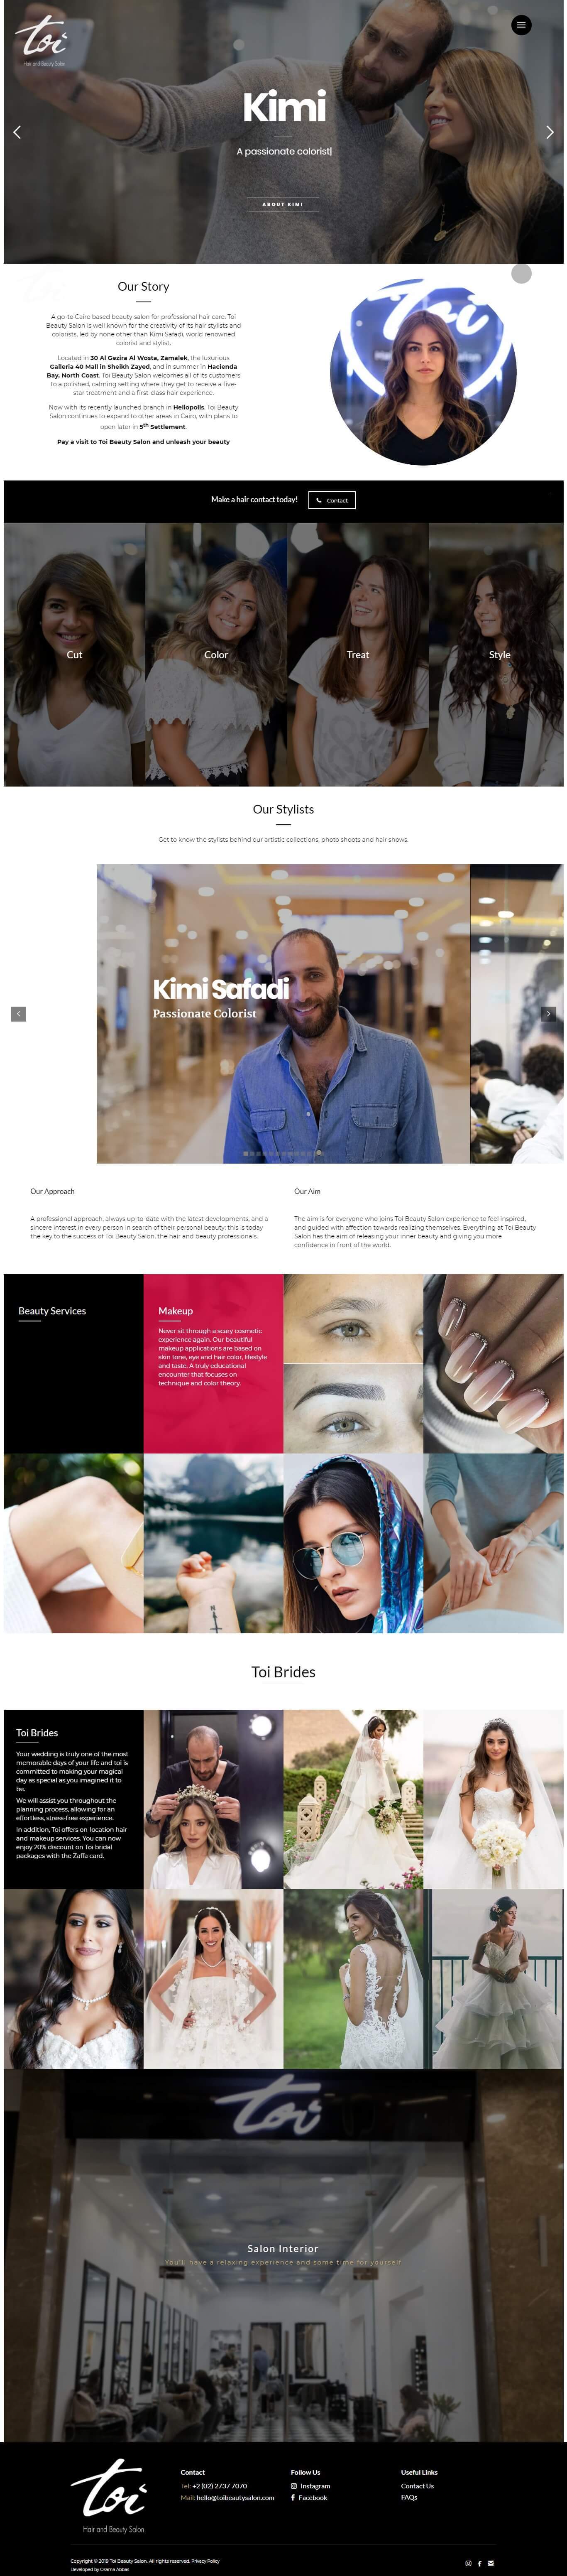 toi
Hair and Beauty Salon
Kimi
A passionate colorist|
ABOUT KIMI
Our Story
A go-to Cairo based beauty salon for professional hair care. Toi
Beauty Salon is well known for the creativity of its hair stylists and
colorists, led by none other than Kimi Safadi, world renowned
colorist and stylist.
Located in 30 Al Gezira Al Wosta, Zamalek, the luxurious
Galleria 40 Mall in Sheikh Zayed, and in summer in Hacienda
Bay, North Coast. Toi Beauty Salon welcomes all of its customers
to a polished, calming setting where they get to receive a five-
star treatment and a first-class hair experience.
Now with its recently launched branch in Heliopolis, Toi Beauty
Salon continues to expand to other areas in Cairo, with plans to
open later in 5th Settlement.
Pay a visit to Toi Beauty Salon and unleash your beauty
toi
Make a hair contact today!
Contact
Cut
Color
Treat
Style
Our Stylists
Get to know the stylists behind our artistic collections, photo shoots and hair shows.
Kimi Safadi
Passionate Colorist
Our Approach
A professional approach, always up-to-date with the latest developments, and a
sincere interest in every person in search of their personal beauty: this is today
the key to the success of Toi Beauty Salon, the hair and beauty professionals.
Our Aim
The aim is for everyone who joins Toi Beauty Salon experience to feel inspired,
and guided with affection towards realizing themselves. Everything at Toi Beauty
Salon has the aim of releasing your inner beauty and giving you more
confidence in front of the world.
Beauty Services
Makeup
Never sit through a scary cosmetic
experience again. Our beautiful
makeup applications are based on
skin tone, eye and hair color, lifestyle
and taste. A truly educational
encounter that focuses on
technique and color theory.
Toi Brides
Toi Brides
Your wedding is truly one of the most
memorable days of your life and toi is
committed to making your magical
day as special as you imagined it to
be.
We will assist you throughout the
planning process, allowing for an
effortless, stress-free experience.
In addition, Toi offers on-location hair
and makeup services. You can now
enjoy 20% discount on Toi bridal
packages with the Zaffa card.
toi
Salon Interior
You'll have a relaxing experience and some time for yourself
toi
Hair and Beauty Salon
Contact
Tel: +2 (02) 2737 7070
Mail: hello@toibeautysalon.com
Follow Us
Instagram
Facebook
Useful Links
Contact Us
FAQs
Copyright © 2019 Toi Beauty Salon. All rights reserved. Privacy Policy
Developed by Osama Abbas